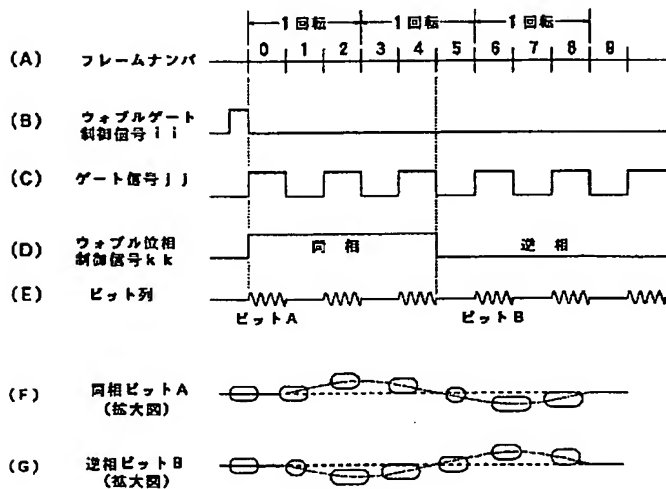 1回転 1回転 1回転
0 1 2 3 4 5 6 7 8 9
(A) フレームナンバ
(B) ウォブルゲート
制御信号ii
(C) ゲート信号jj
(D) ウォブル位相
制御信号kk
同相 逆相
(E) ピット列
ピットA ピットB
(F) 同相ピットA
(拡大図)
(G) 逆相ピットB
(拡大図)